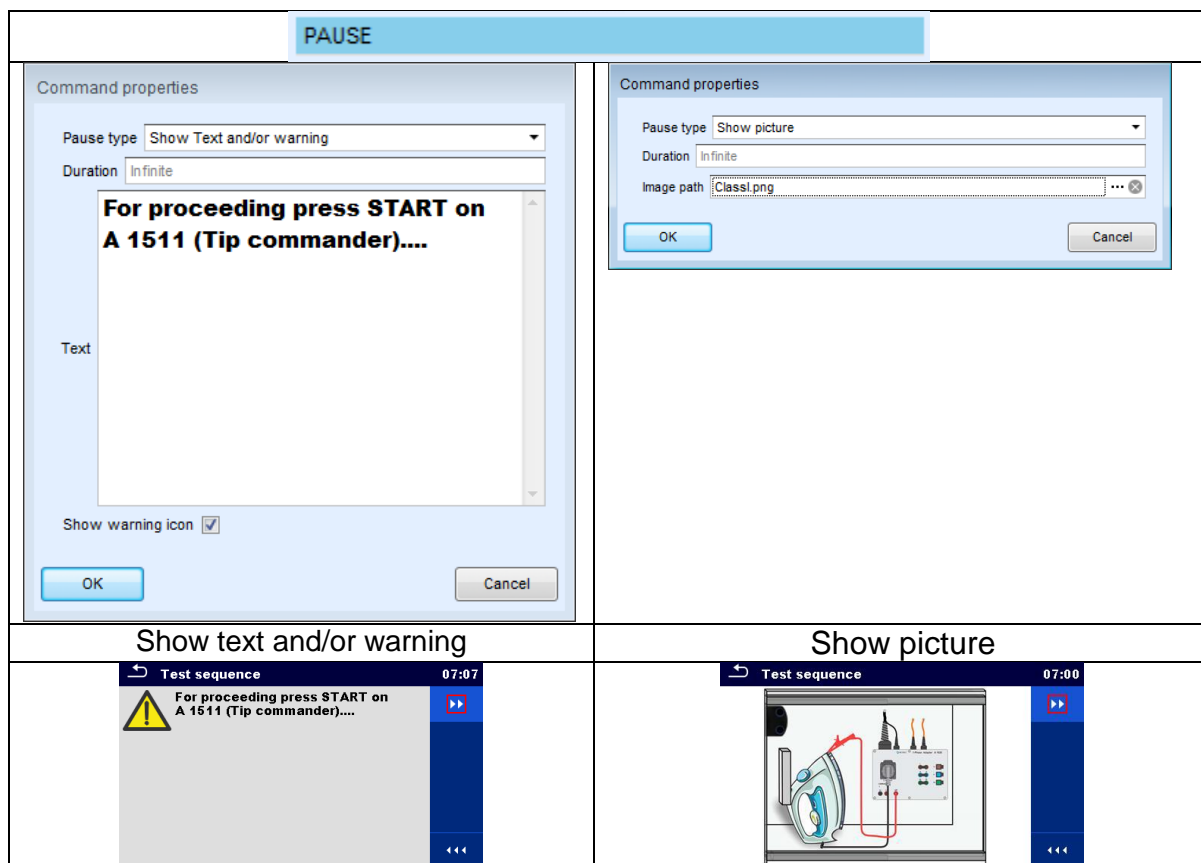 PAUSE
Command properties
Pause type Show Text and/or warning
Duration Infinite
For proceeding press START on
A 1511 (Tip commander)....
Text
Show warning icon
OK Cancel
Command properties
Pause type Show picture
Duration Infinite
Image path ClassI.png ...
OK Cancel
Show text and/or warning
Show picture
Test sequence 07:07
For proceeding press START on
A 1511 (Tip commander)....
Test sequence 07:00